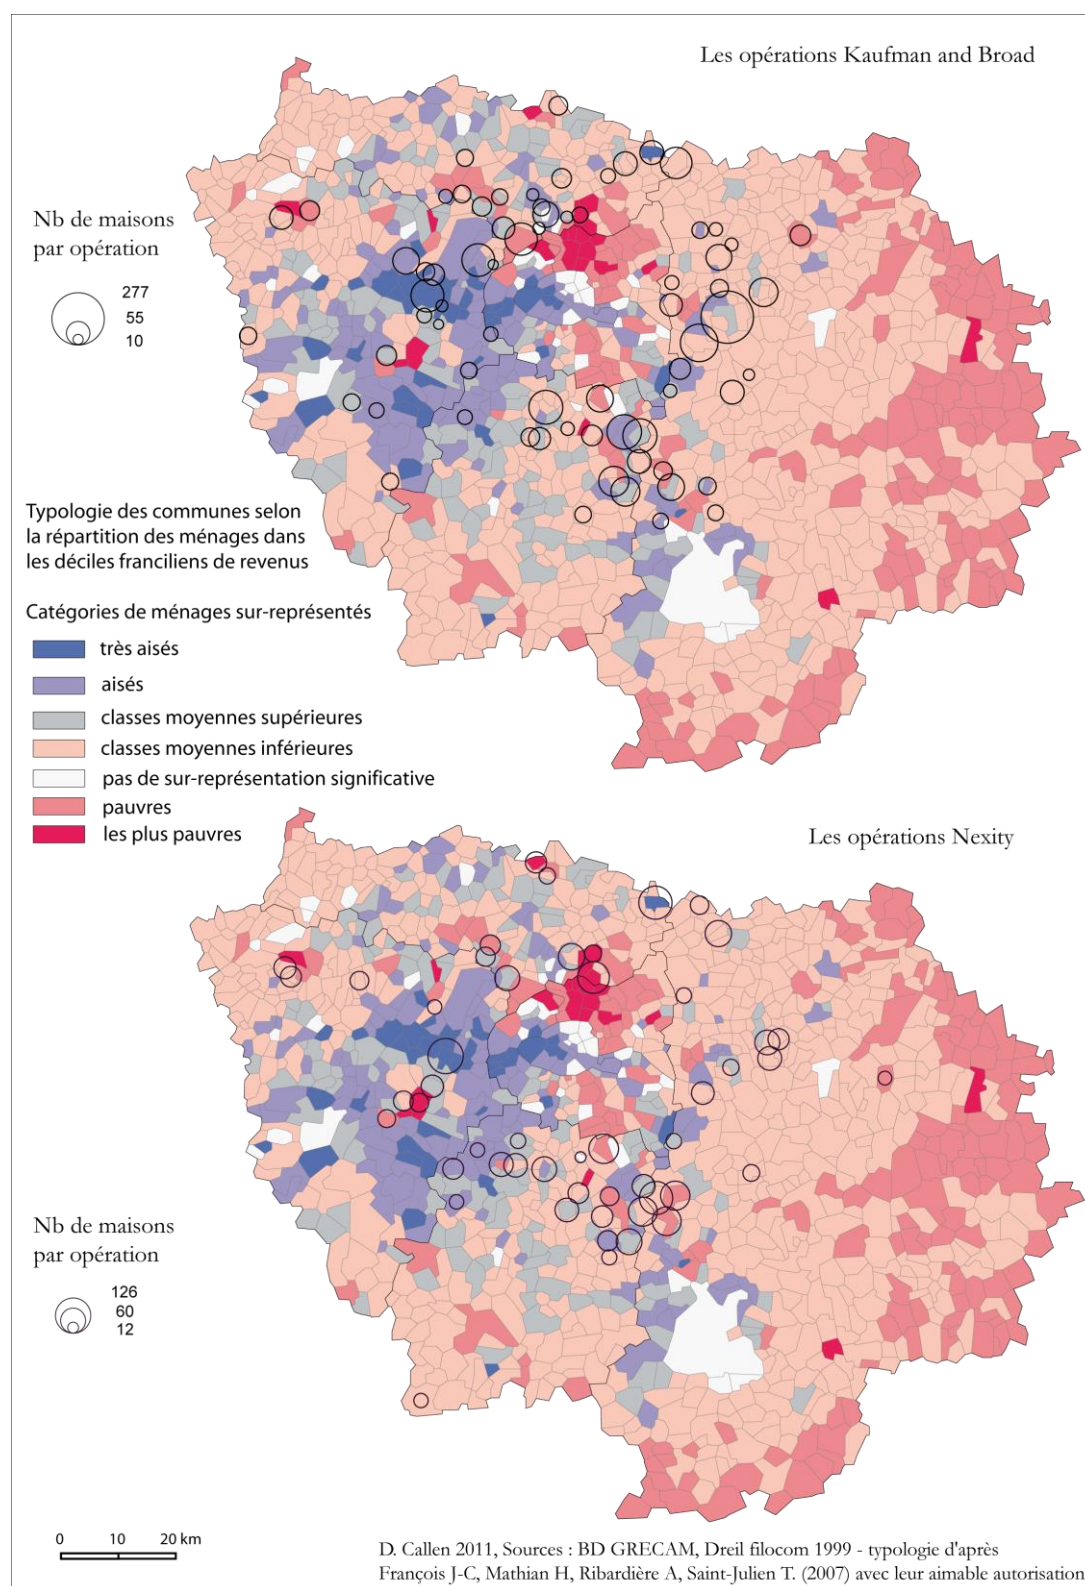 Les opérations Kaufman and Broad
Nb de maisons
par opération
277
55
10
Typologie des communes selon
la répartition des ménages dans
les déciles franciliens de revenus
Catégories de ménages sur-représentés
très aisés
aisés
classes moyennes supérieures
classes moyennes inférieures
pas de sur-représentation significative
pauvres
les plus pauvres
Les opérations Nexity
Nb de maisons
par opération
126
60
12
0 10 20 km
D. Callen 2011, Sources : BD GRECAM, Dreil filocom 1999 - typologie d'après
François J-C, Mathian H, Ribardière A, Saint-Julien T. (2007) avec leur aimable autorisation